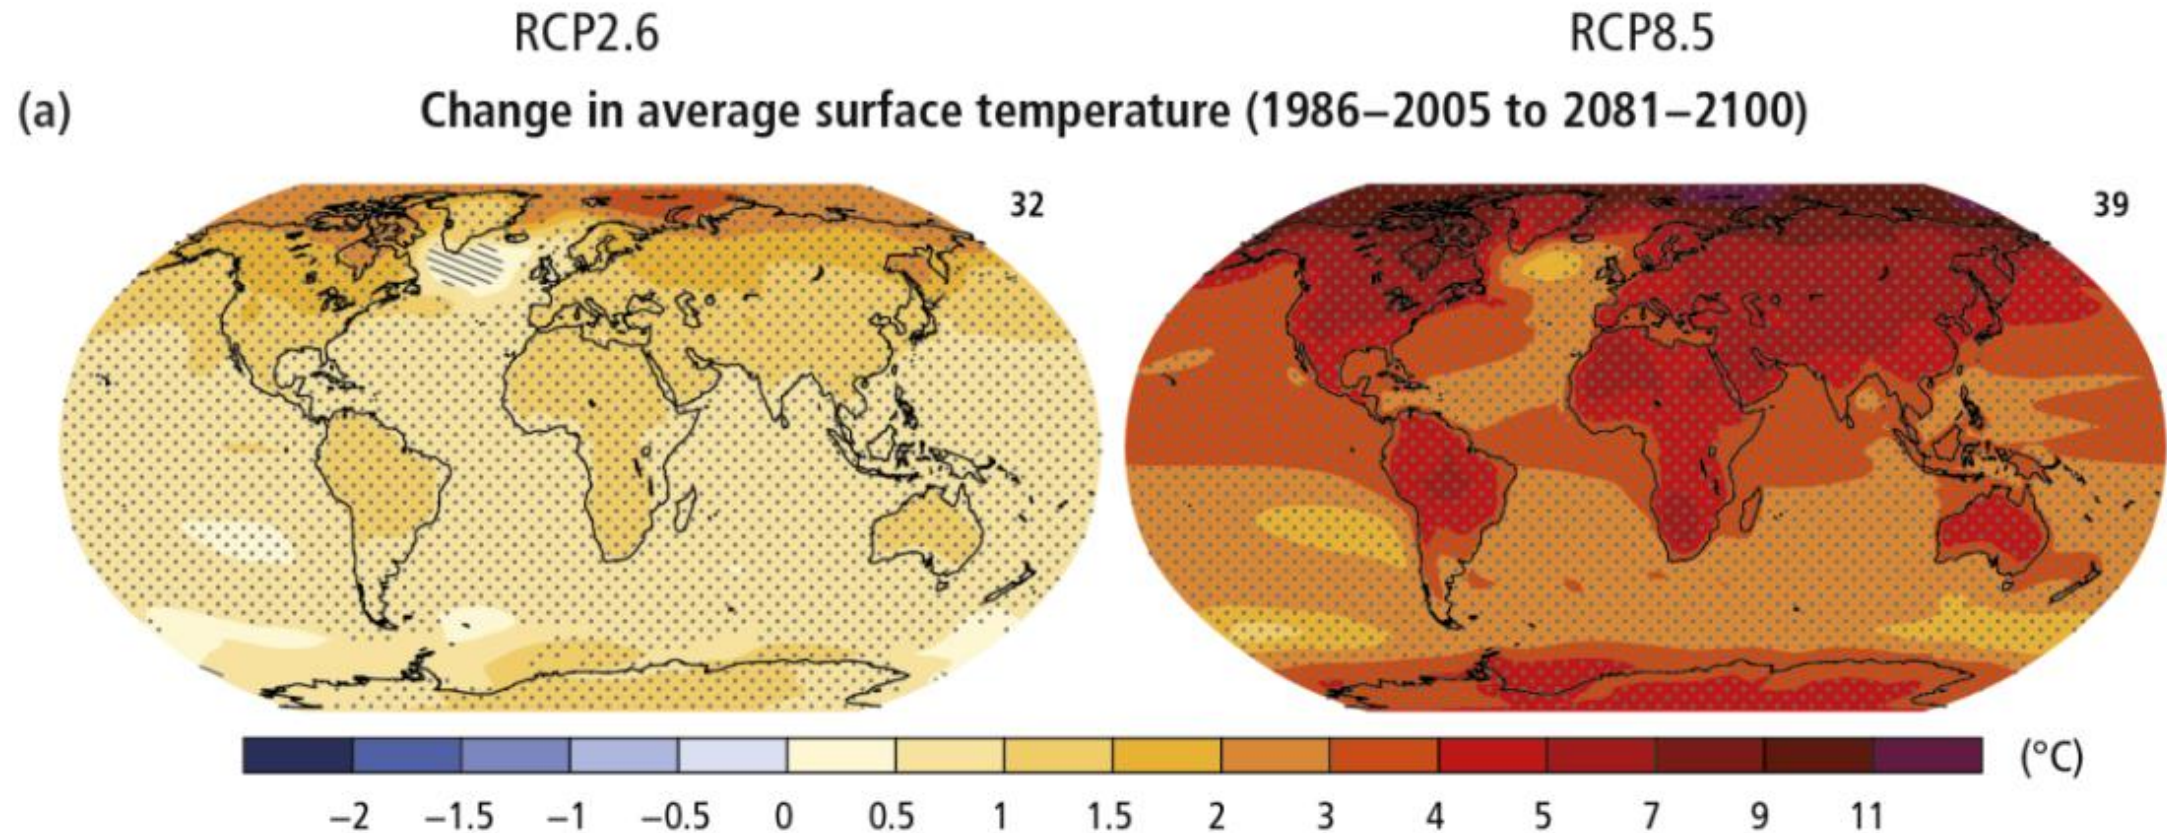 RCP2.6 RCP8.5
(a) Change in average surface temperature (1986–2005 to 2081–2100)
32 39
(°C)
−2 −1.5 −1 −0.5 0 0.5 1 1.5 2 3 4 5 7 9 11